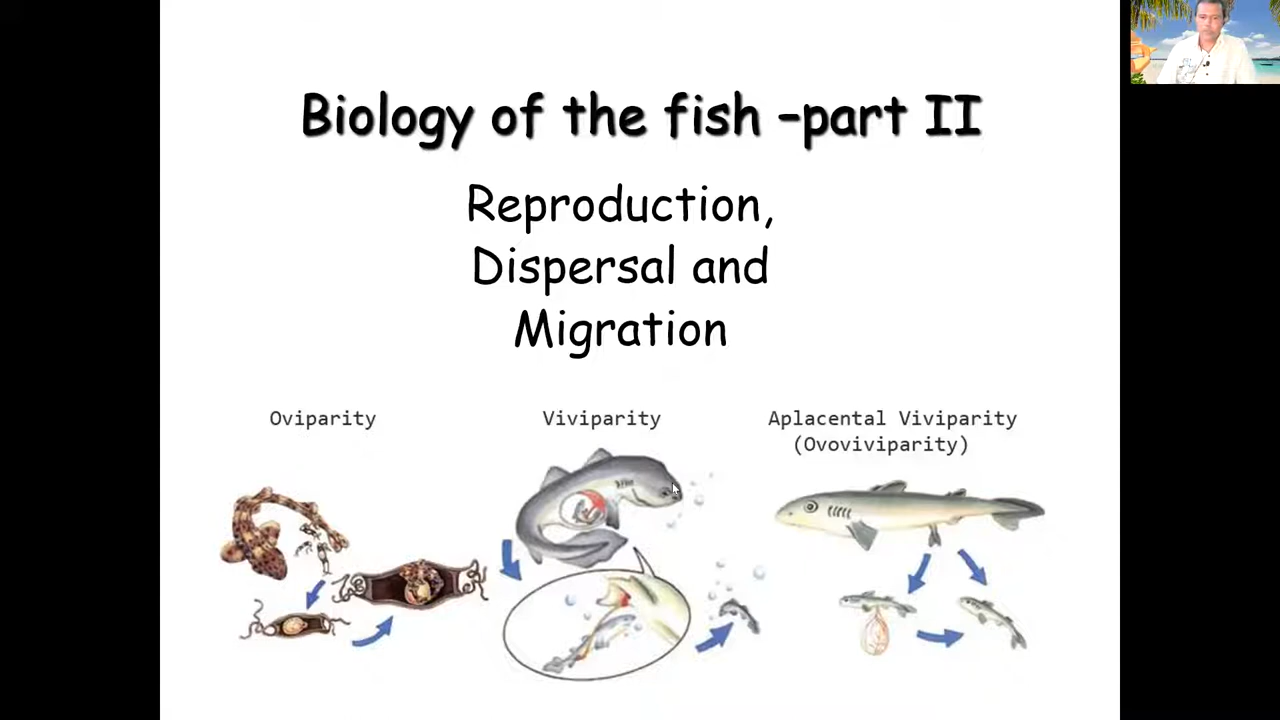 Biology of the fish –part II
Reproduction,
Dispersal and
Migration
Oviparity
Viviparity
Aplacental Viviparity
(Ovoviviparity)